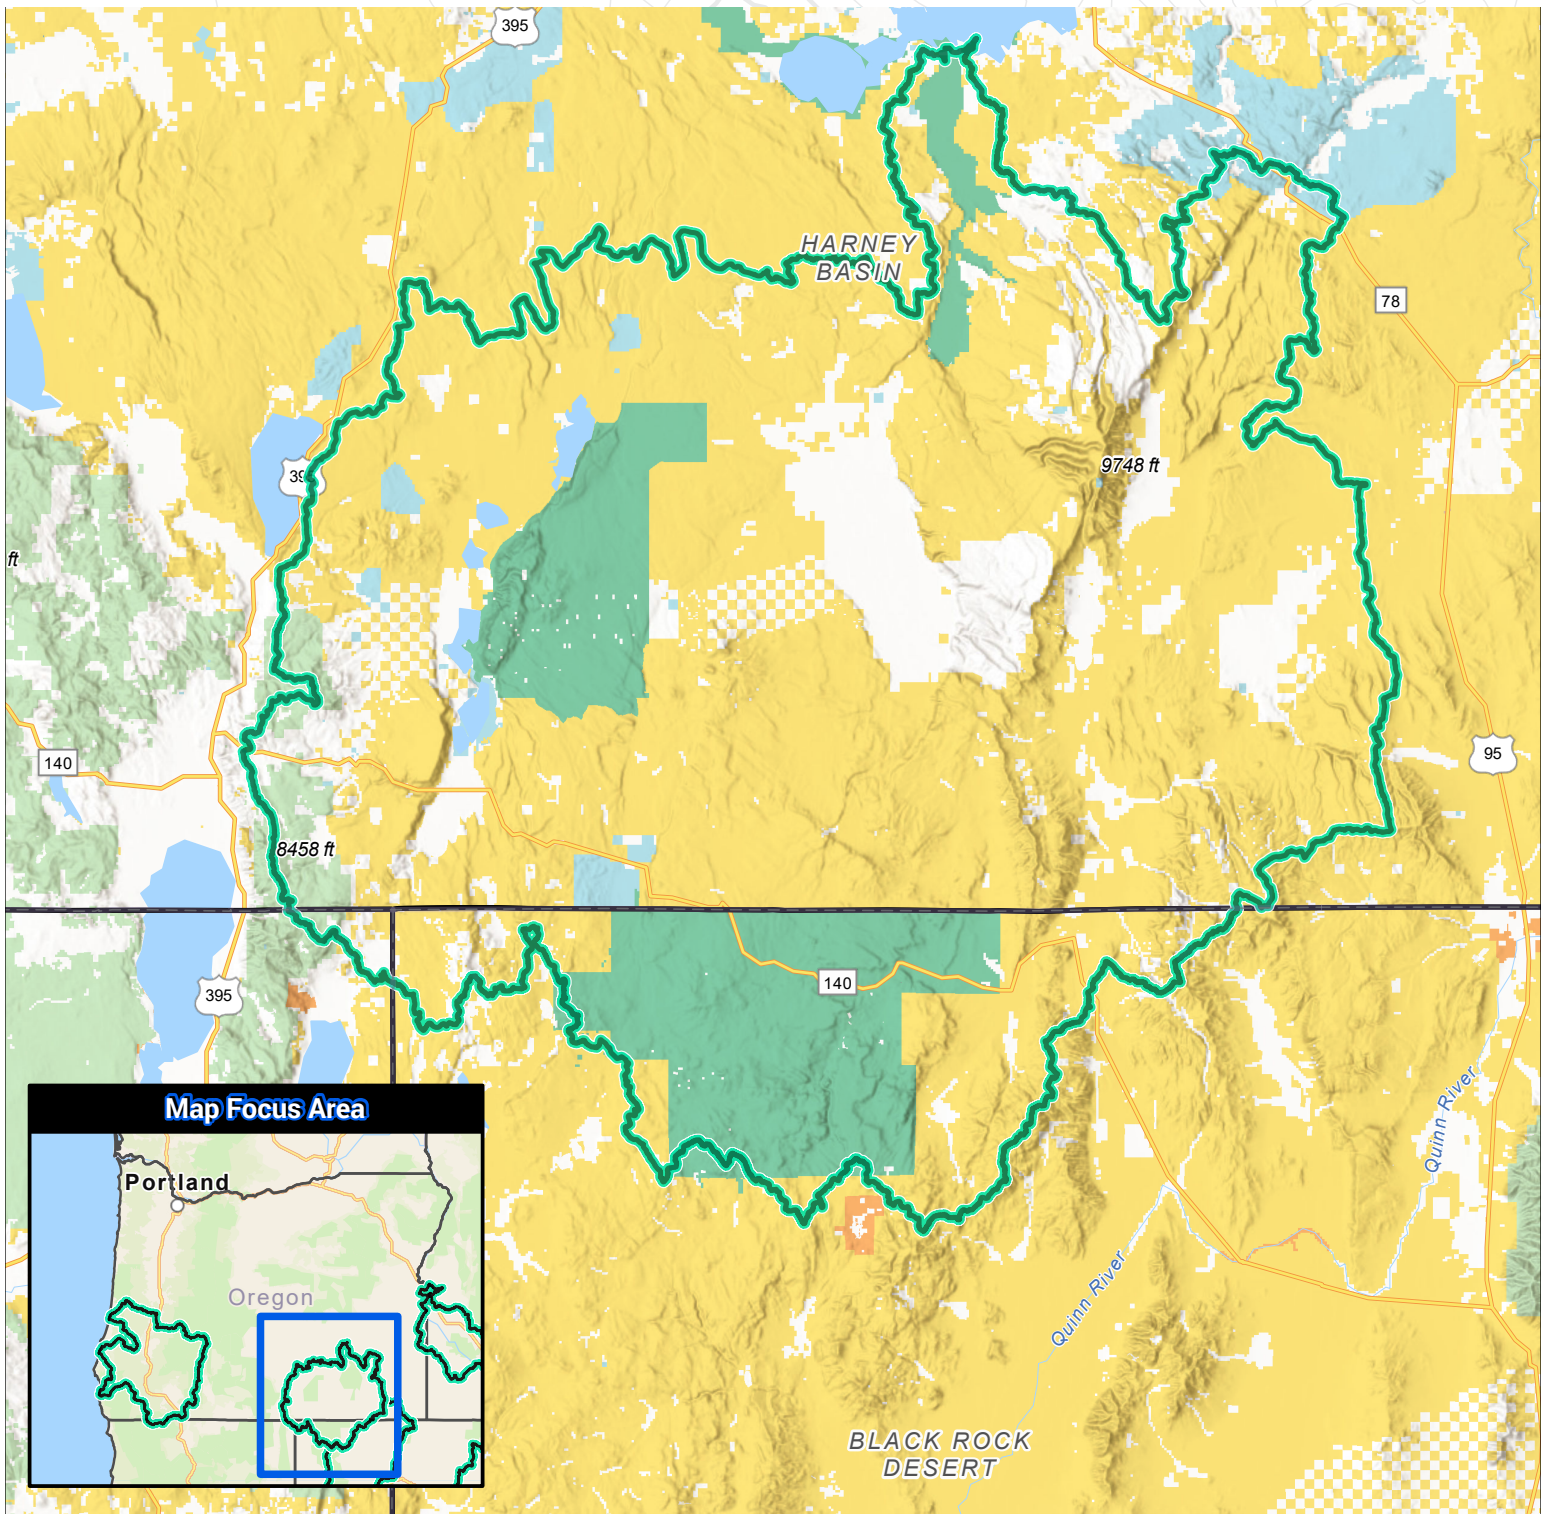 395
HARNEY
BASIN
78
39
9748 ft
ft
140
95
8458 ft
140
395
Quinn River
Quinn River
BLACK ROCK
DESERT
Map Focus Area
Portland
Oregon